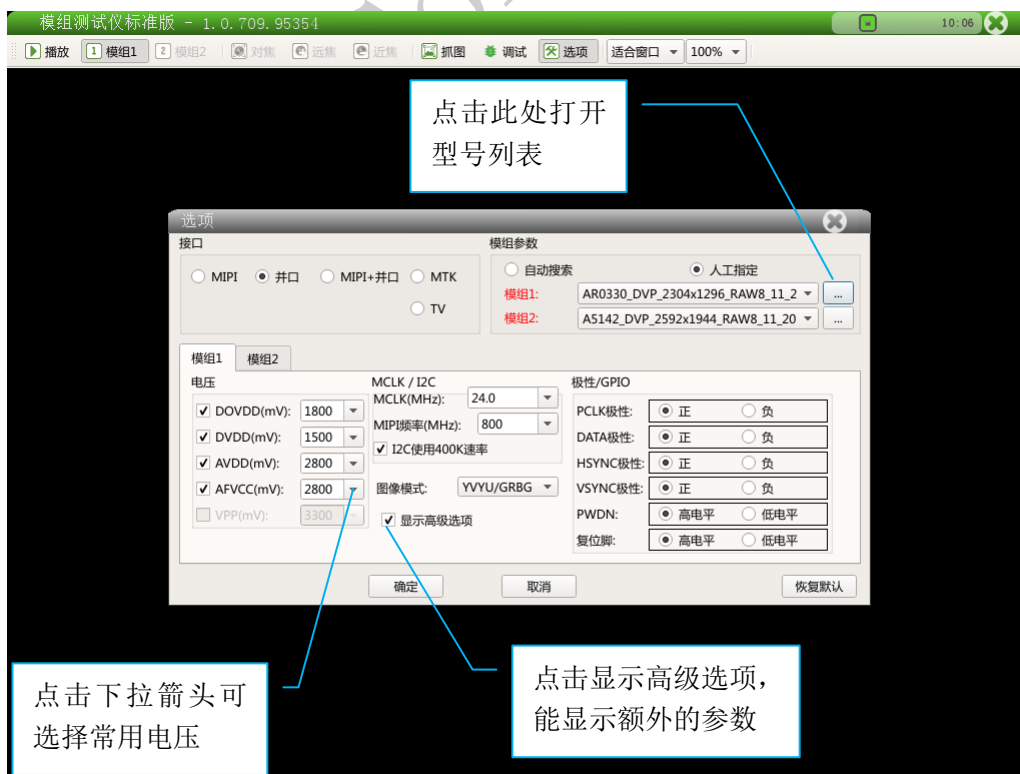 模组测试仪标准版 - 1.0.709.95354 10:06
播放 1 模组1 2 模组2 对焦 远焦 近焦 抓图 调试 选项 适合窗口 100%
点击此处打开
型号列表
选项
接口
MIPI 并口 MIPI+并口 MTK
TV
模组参数
自动搜索 人工指定
模组1: AR0330_DVP_2304x1296_RAW8_11_2 ...
模组2: A5142_DVP_2592x1944_RAW8_11_20 ...
模组1 模组2
电压
DOVDD(mV): 1800
DVDD(mV): 1500
AVDD(mV): 2800
AFVCC(mV): 2800
VPP(mV): 3300
MCLK / I2C
MCLK(MHz): 24.0
MIPI频率(MHz): 800
I2C使用400K速率
图像模式: YVYU/GRBG
显示高级选项
极性/GPIO
PCLK极性: 正 负
DATA极性: 正 负
HSYNC极性: 正 负
VSYNC极性: 正 负
PWDN: 高电平 低电平
复位脚: 高电平 低电平
确定 取消 恢复默认
点击下拉箭头可
选择常用电压
点击显示高级选项，
能显示额外的参数